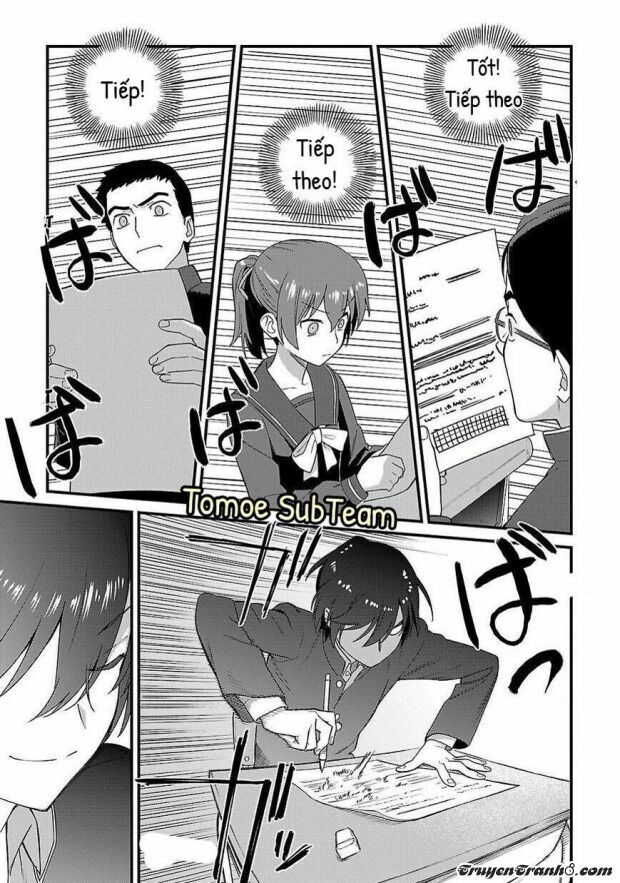 Tốt!
Tiếp theo
Tiếp
theo!
Tiếp!
ばば
ばば
ばば
Tomoe SubTeam
ガ
ガ
ばっ
TruyenTranh8.com